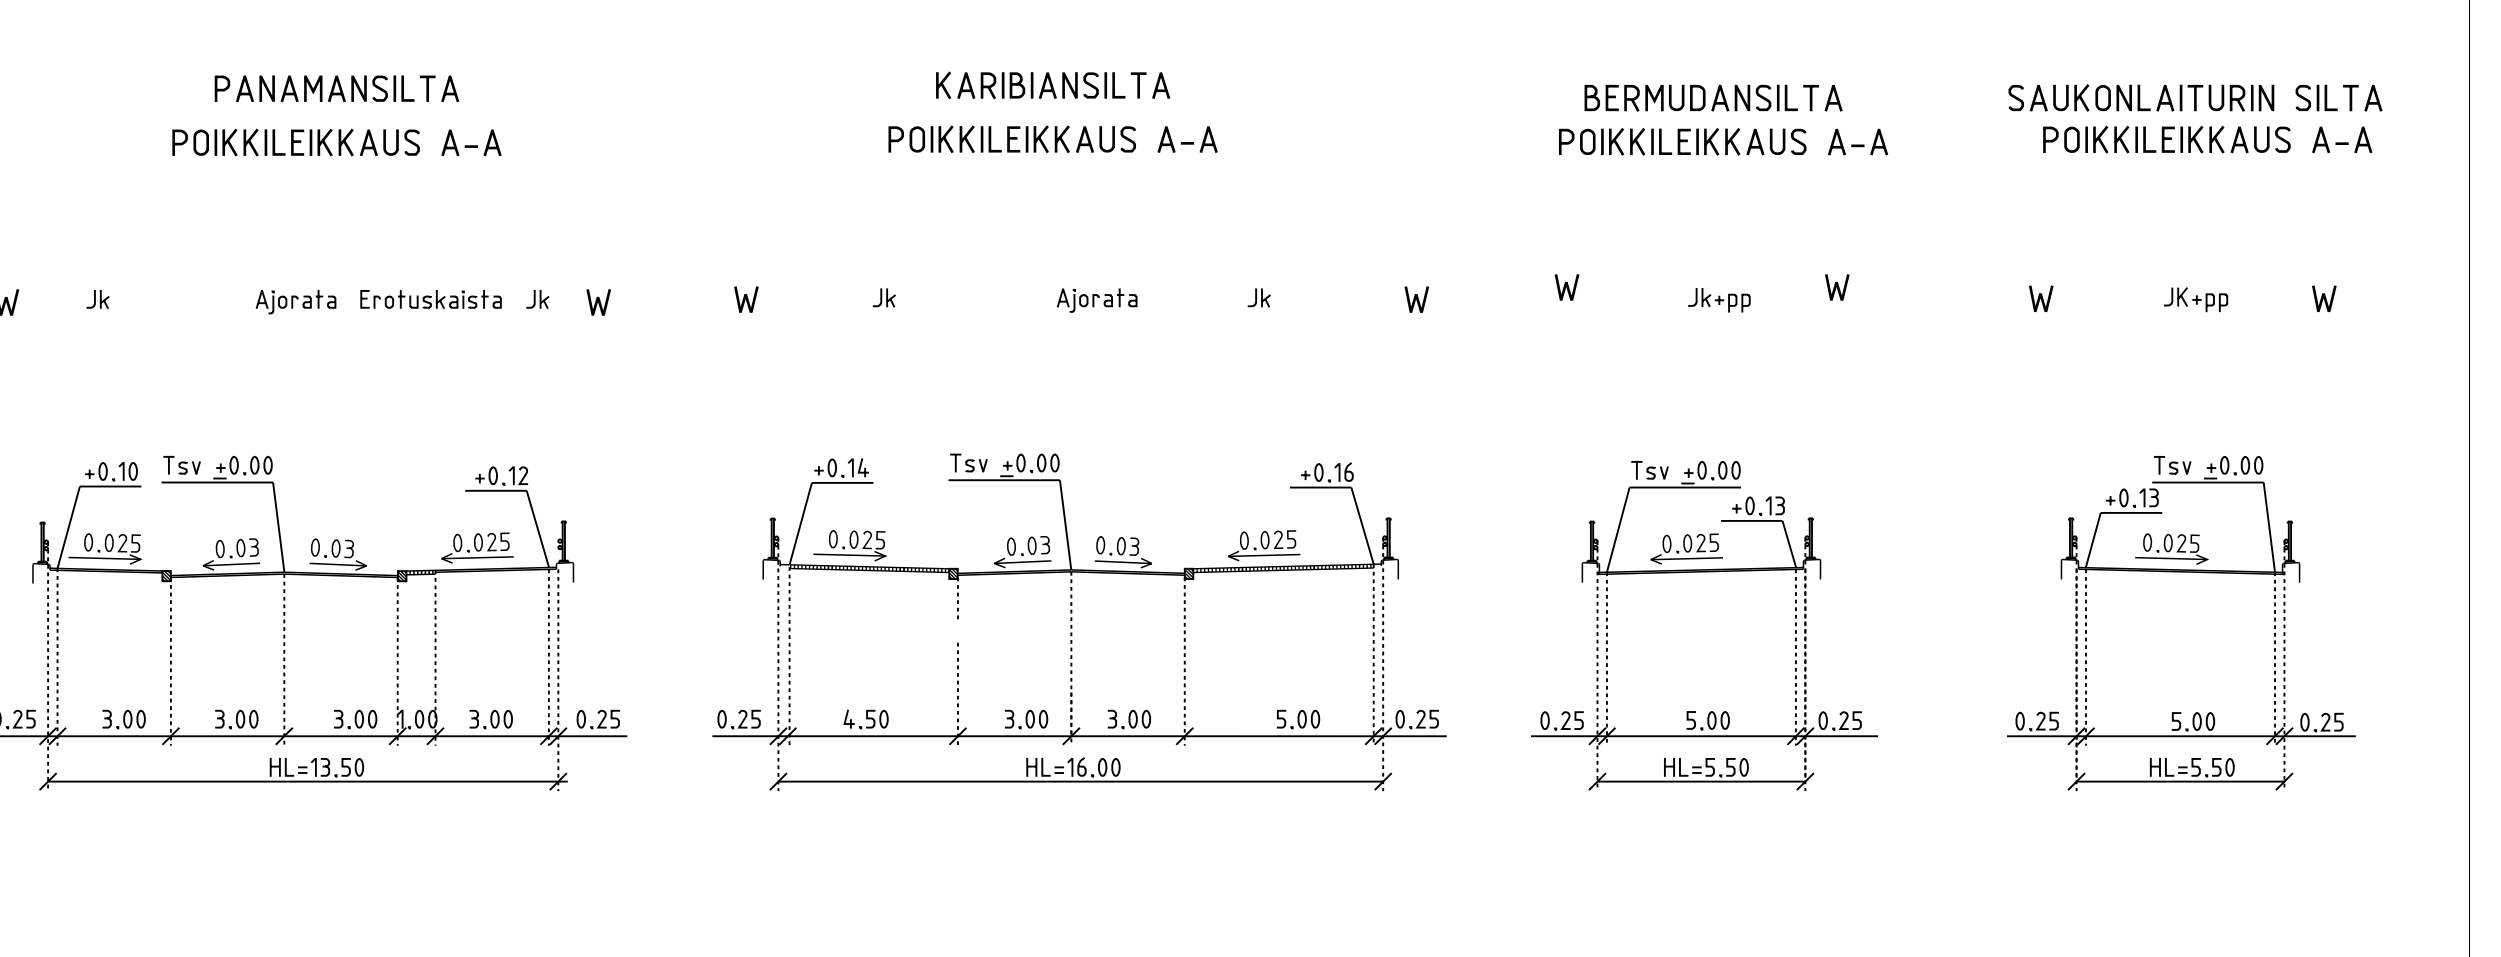 PANAMANSILTA
POIKKILEIKKAUS A-A
W Jk Ajorata Erotuskaista Jk W
+0.10
Tsv ±0.00
+0.12
0.025
0.03
0.03
0.025
0.25 3.00 3.00 3.00 1.00 3.00 0.25
HL=13.50
KARIBIANSILTA
POIKKILEIKKAUS A-A
W Jk Ajorata Jk W
+0.14
Tsv ±0.00
+0.16
0.025
0.03
0.03
0.025
0.25 4.50 3.00 3.00 5.00 0.25
HL=16.00
BERMUDANSILTA
POIKKILEIKKAUS A-A
W Jk+pp W
Tsv ±0.00
+0.13
0.025
0.25 5.00 0.25
HL=5.50
SAUKONLAITURIN SILTA
POIKKILEIKKAUS A-A
W JK+pp W
Tsv ±0.00
+0.13
0.025
0.25 5.00 0.25
HL=5.50